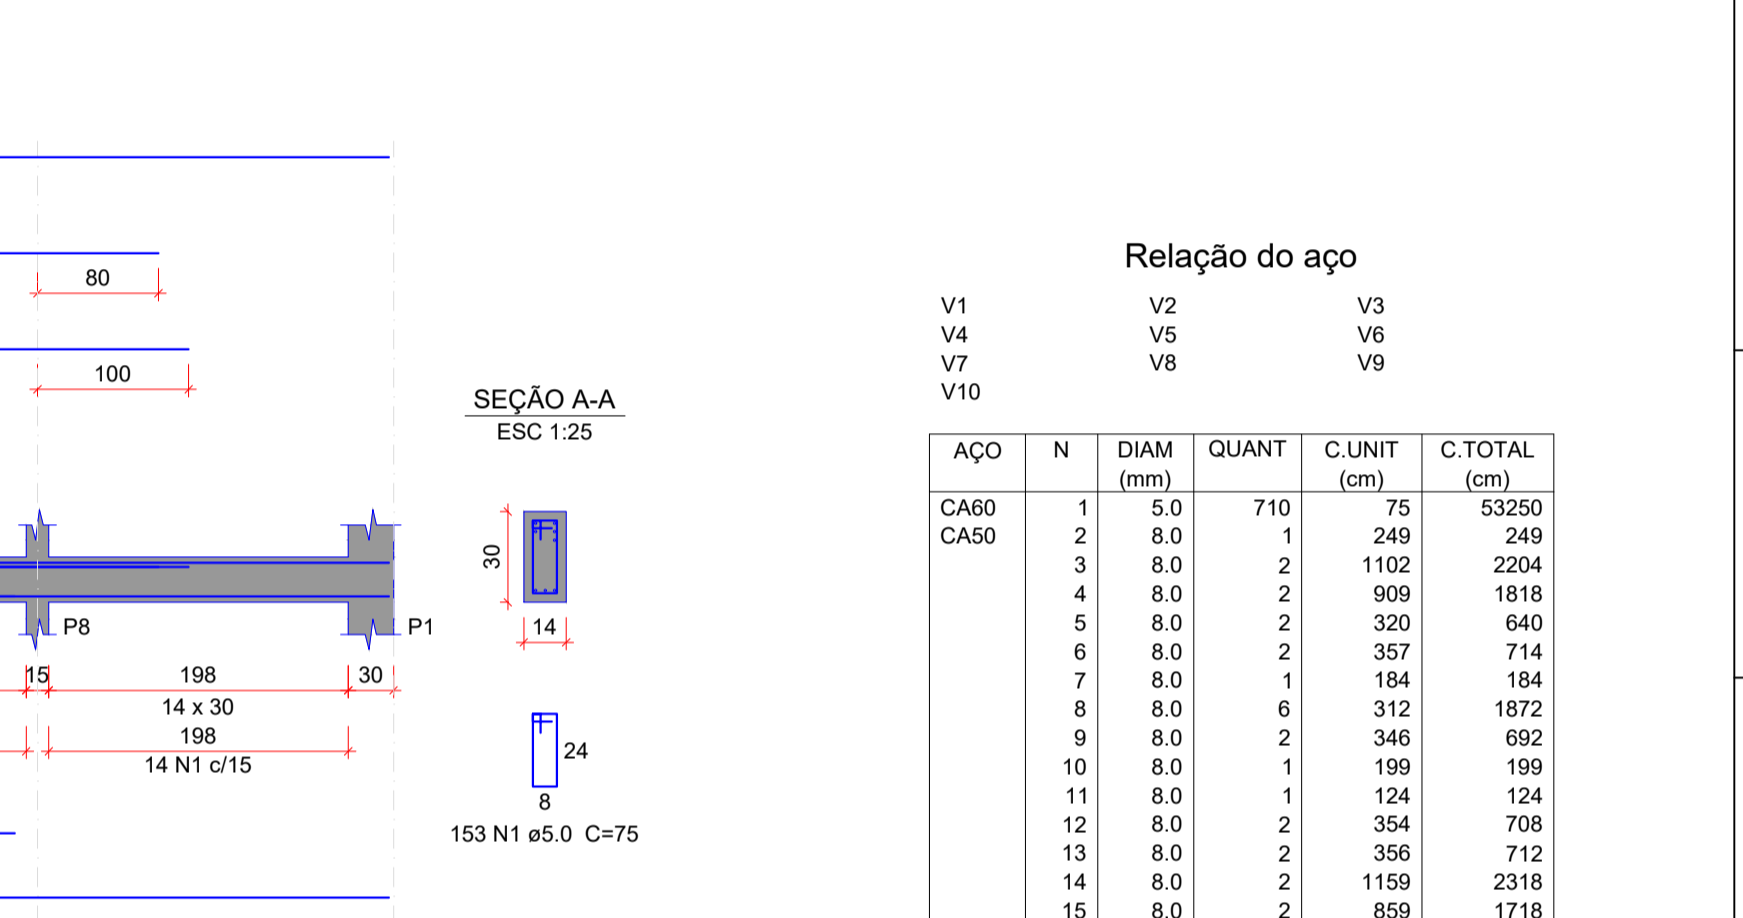 80
100
SEÇÃO A-A
ESC 1:25
30
14
P8
P1
15 198 30
14 x 30
198
14 N1 c/15
24
8
153 N1 ø5.0 C=75
Relação do aço
V1 V2 V3
V4 V5 V6
V7 V8 V9
V10
AÇO N DIAM QUANT C.UNIT C.TOTAL
(mm) (cm) (cm)
CA60 1 5.0 710 75 53250
CA50 2 8.0 1 249 249
3 8.0 2 1102 2204
4 8.0 2 909 1818
5 8.0 2 320 640
6 8.0 2 357 714
7 8.0 1 184 184
8 8.0 6 312 1872
9 8.0 2 346 692
10 8.0 1 199 199
11 8.0 1 124 124
12 8.0 2 354 708
13 8.0 2 356 712
14 8.0 2 1159 2318
15 8.0 2 859 1718